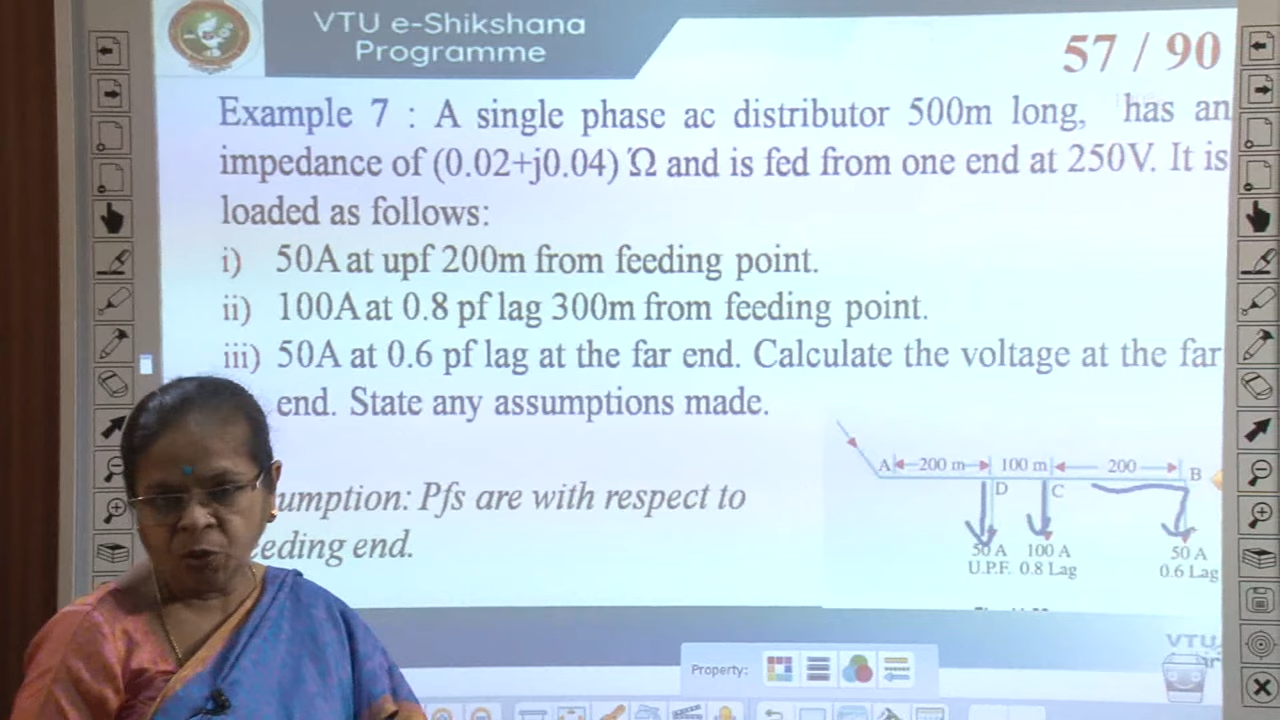 VTU e-Shikshana
Programme
57 / 90
Example 7 : A single phase ac distributor 500m long, has an
impedance of (0.02+j0.04) Ω and is fed from one end at 250V. It is
loaded as follows:
i) 50A at upf 200m from feeding point.
ii) 100A at 0.8 pf lag 300m from feeding point.
iii) 50A at 0.6 pf lag at the far end. Calculate the voltage at the far
end. State any assumptions made.
umption: Pfs are with respect to
eeding end.
A 200 m 100 m 200 B
D C
50 A 100 A 50 A
U.P.F. 0.8 Lag 0.6 Lag
VTU
Property: